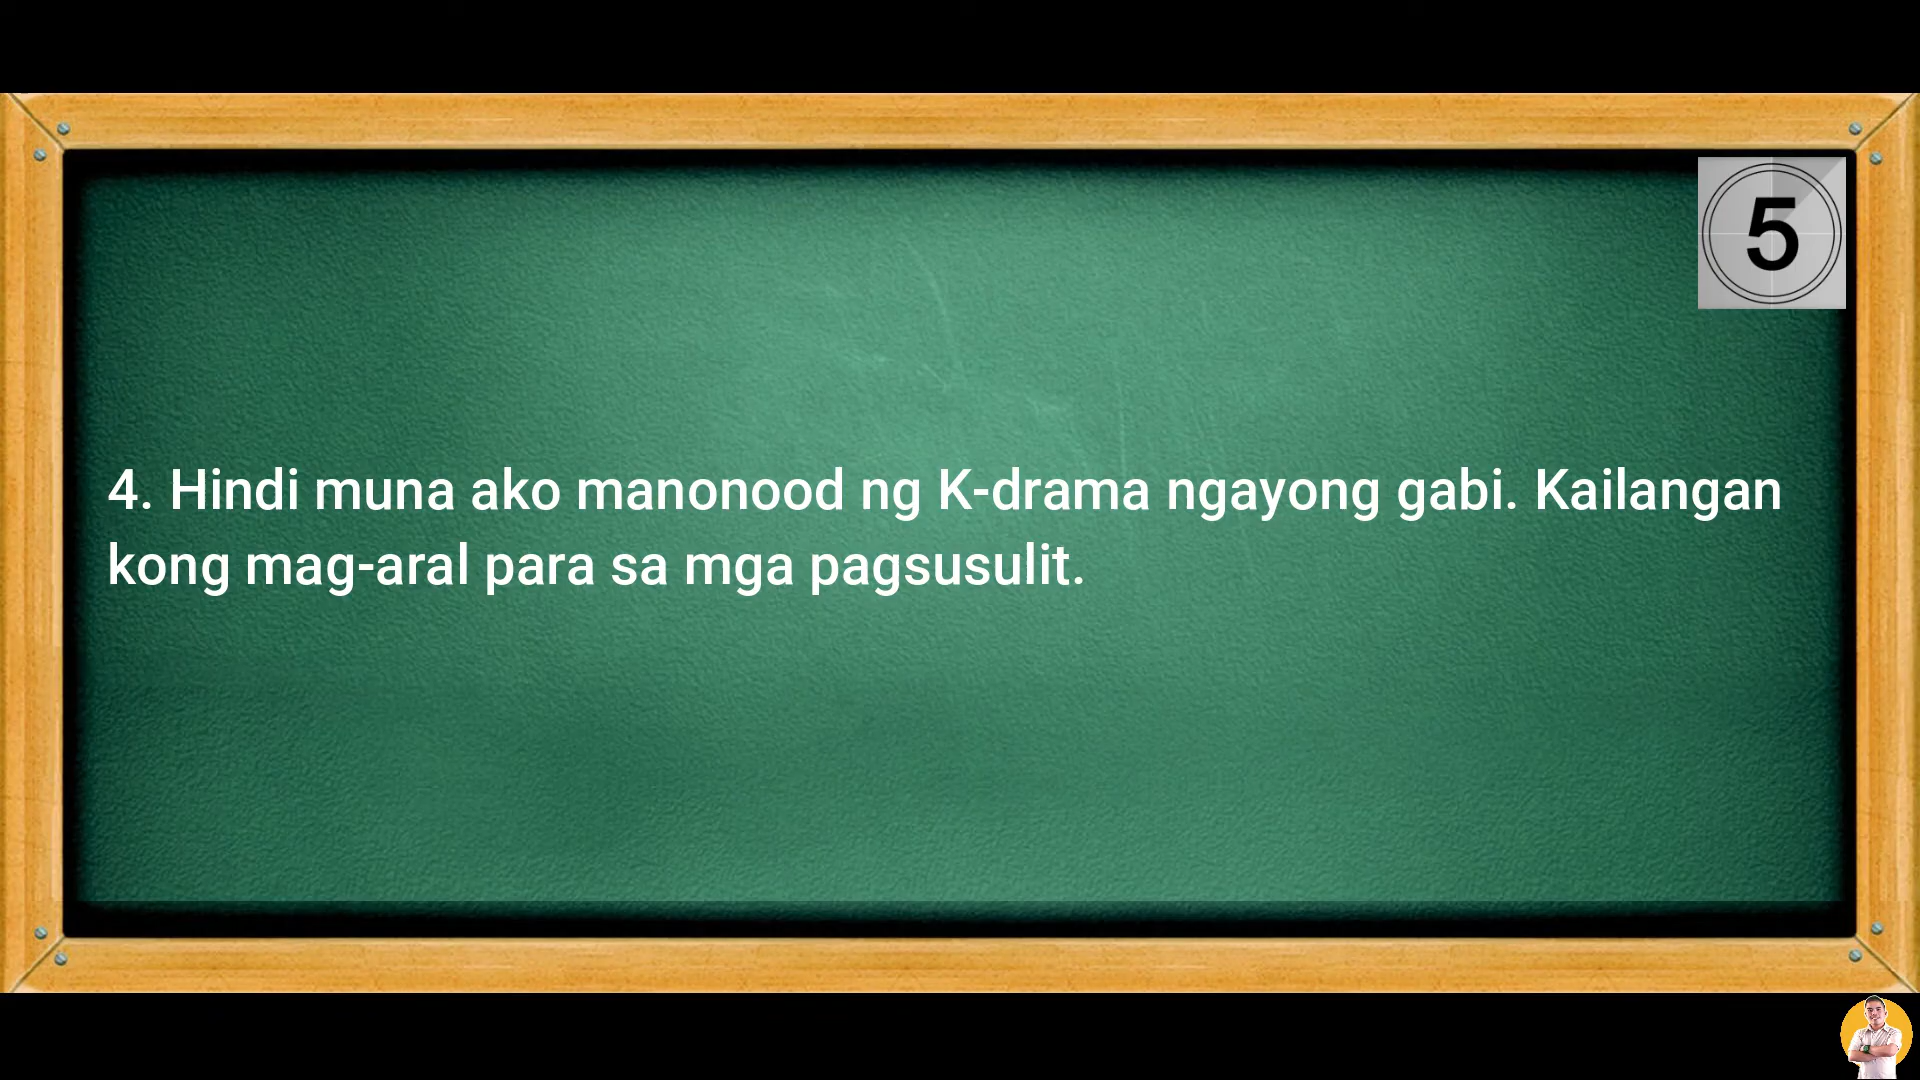 5
4. Hindi muna ako manonood ng K-drama ngayong gabi. Kailangan
kong mag-aral para sa mga pagsusulit.